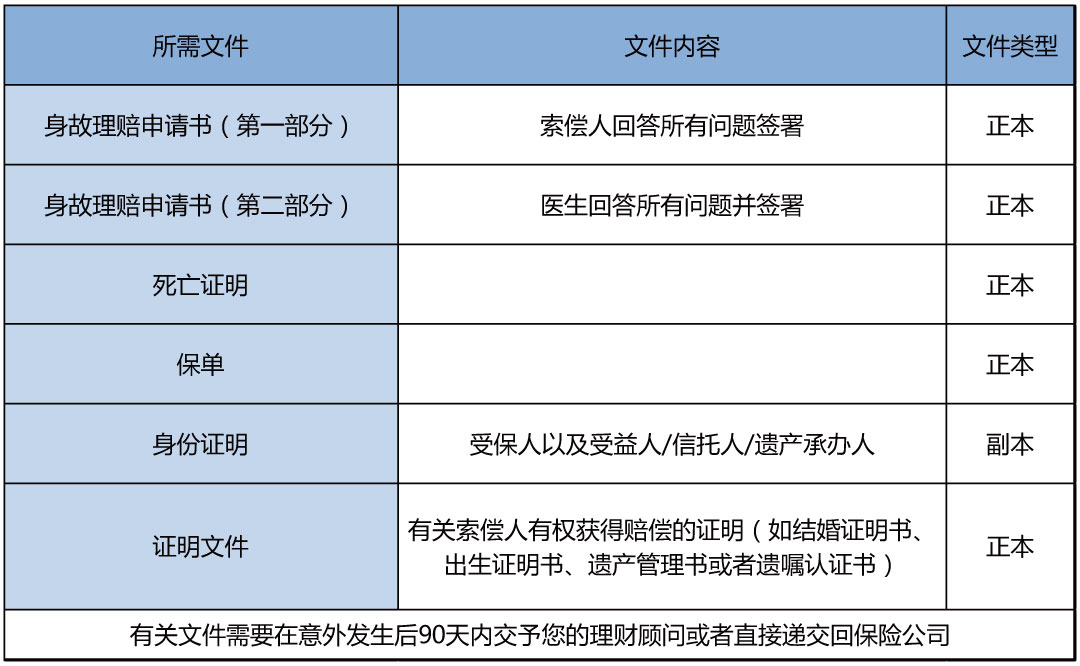 所需文件 文件内容 文件类型
身故理赔申请书（第一部分） 索偿人回答所有问题签署 正本
身故理赔申请书（第二部分） 医生回答所有问题并签署 正本
死亡证明 正本
保单 正本
身份证明 受保人以及受益人/信托人/遗产承办人 副本
证明文件 有关索偿人有权获得赔偿的证明（如结婚证明书、
出生证明书、遗产管理书或者遗嘱认证书） 正本
有关文件需要在意外发生后90天内交予您的理财顾问或者直接递交回保险公司